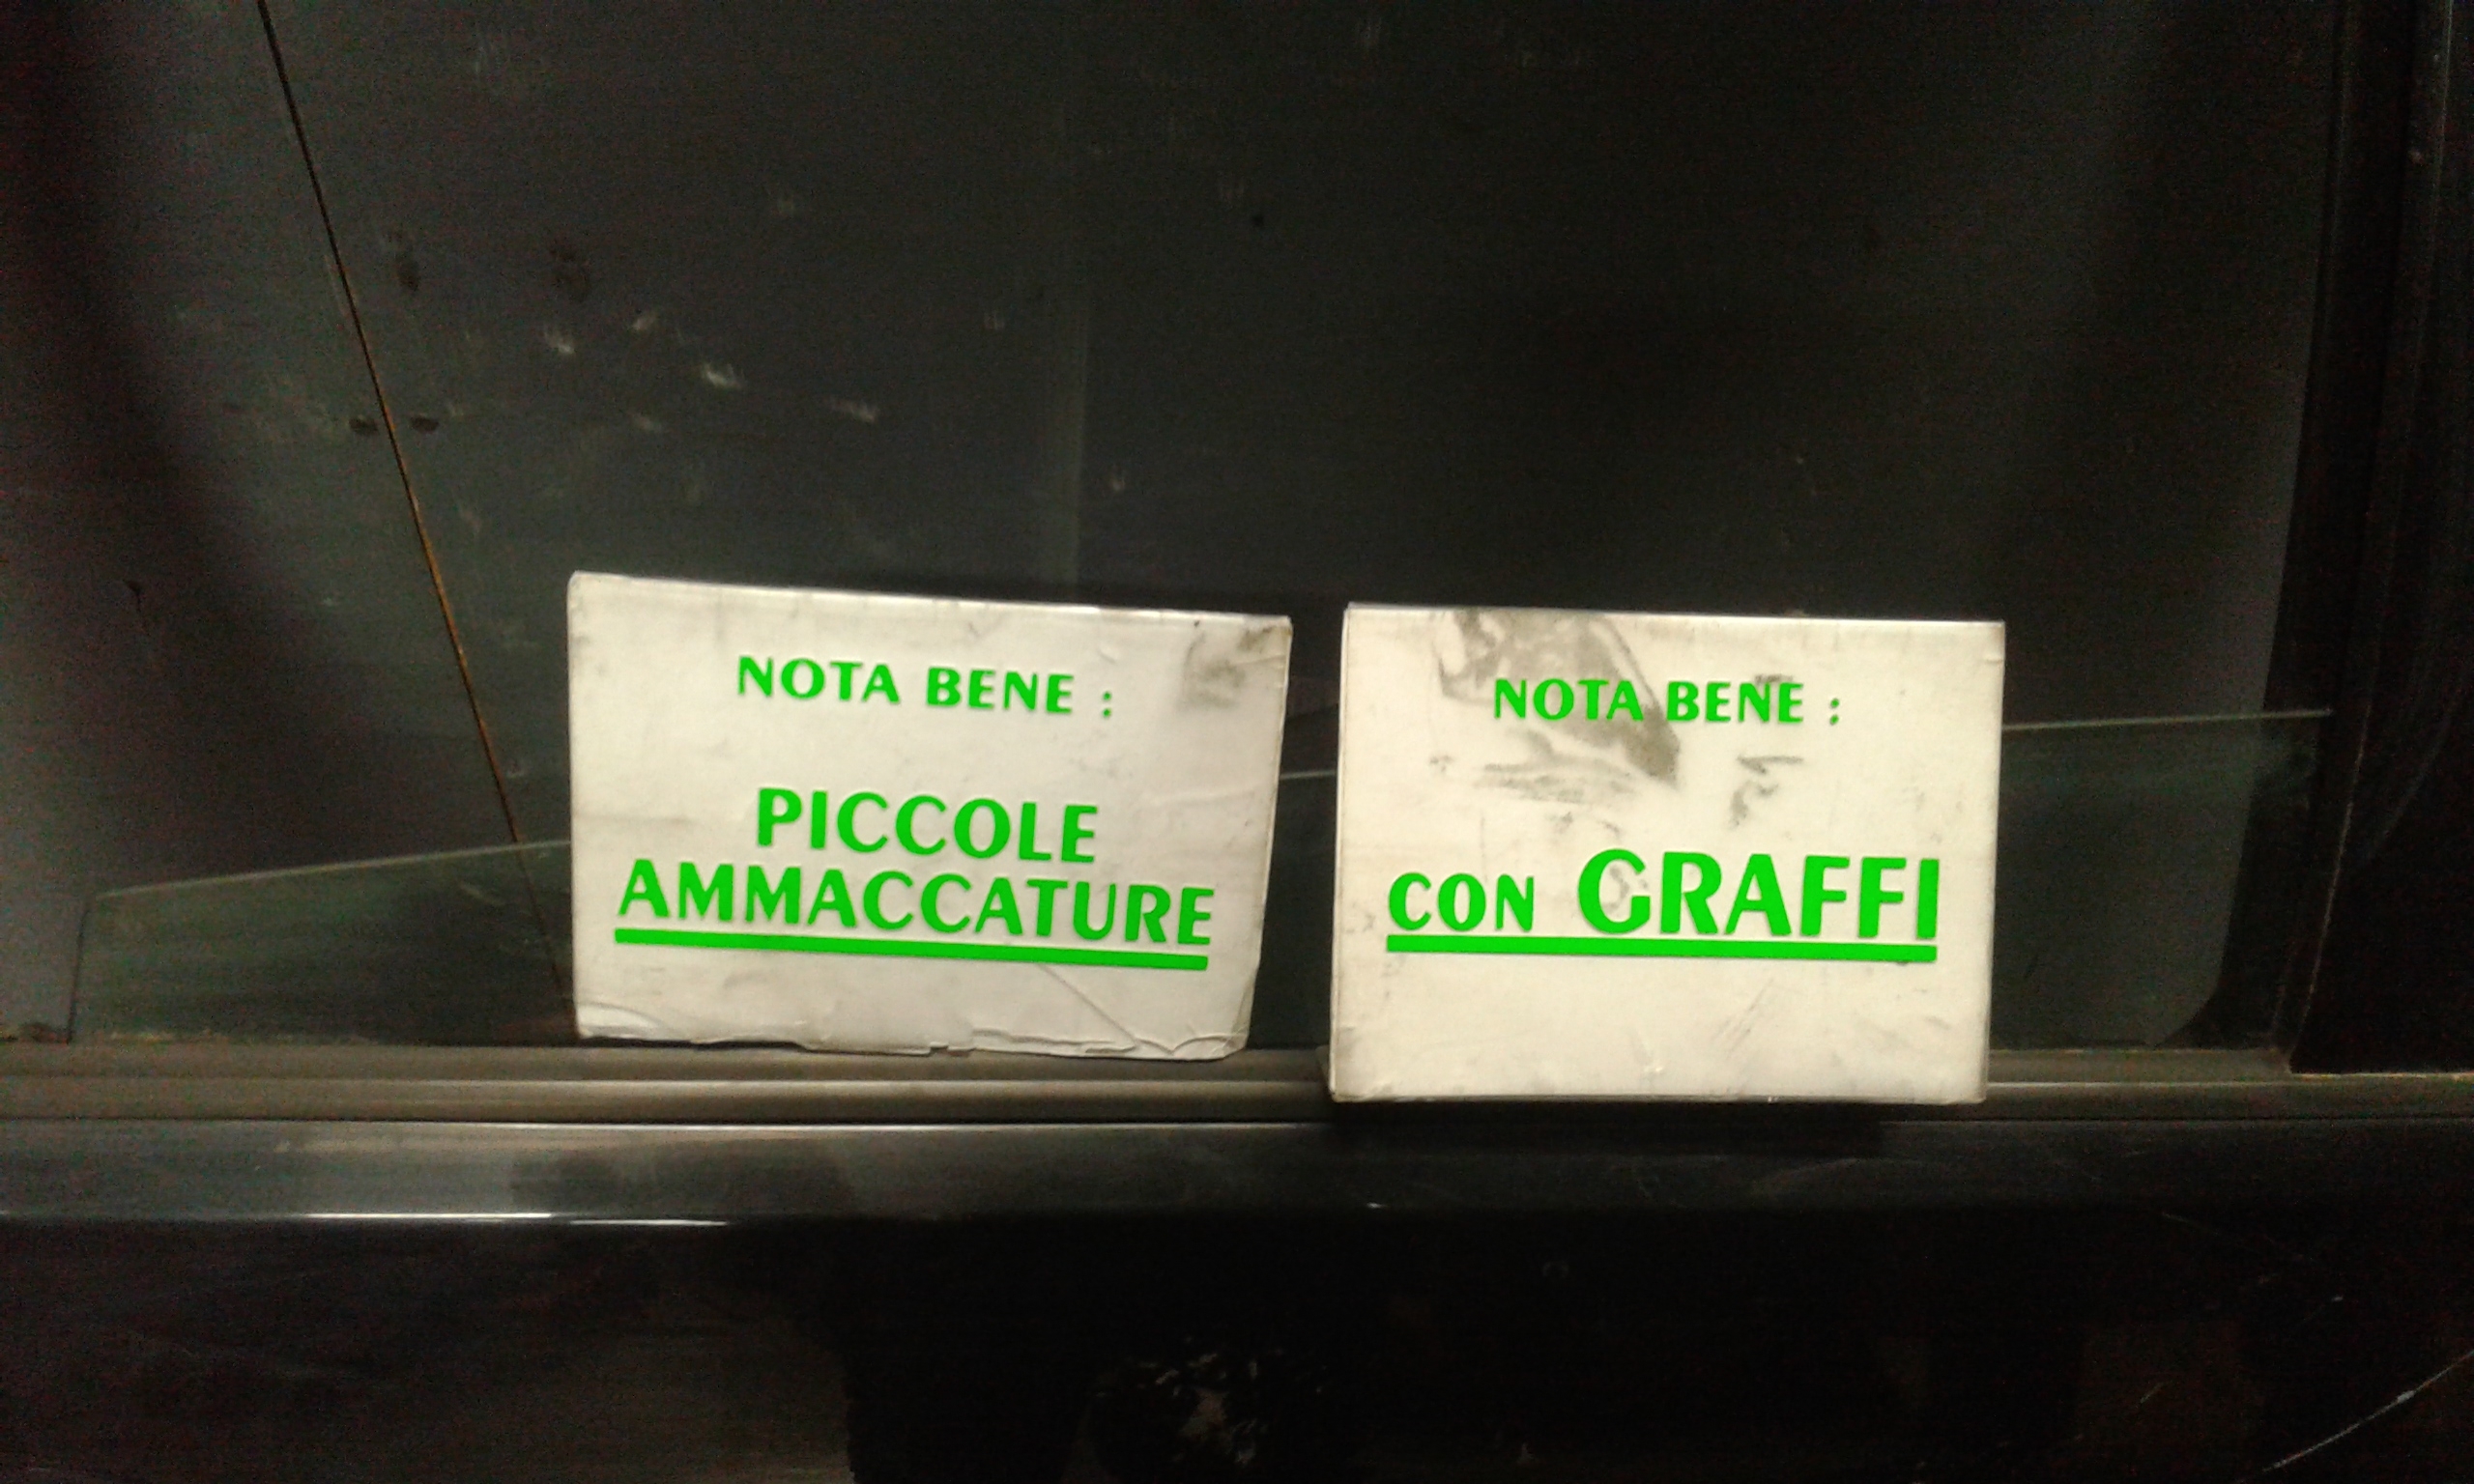 NOTA BENE :
PICCOLE
AMMACCATURE
NOTA BENE :
CON GRAFFI